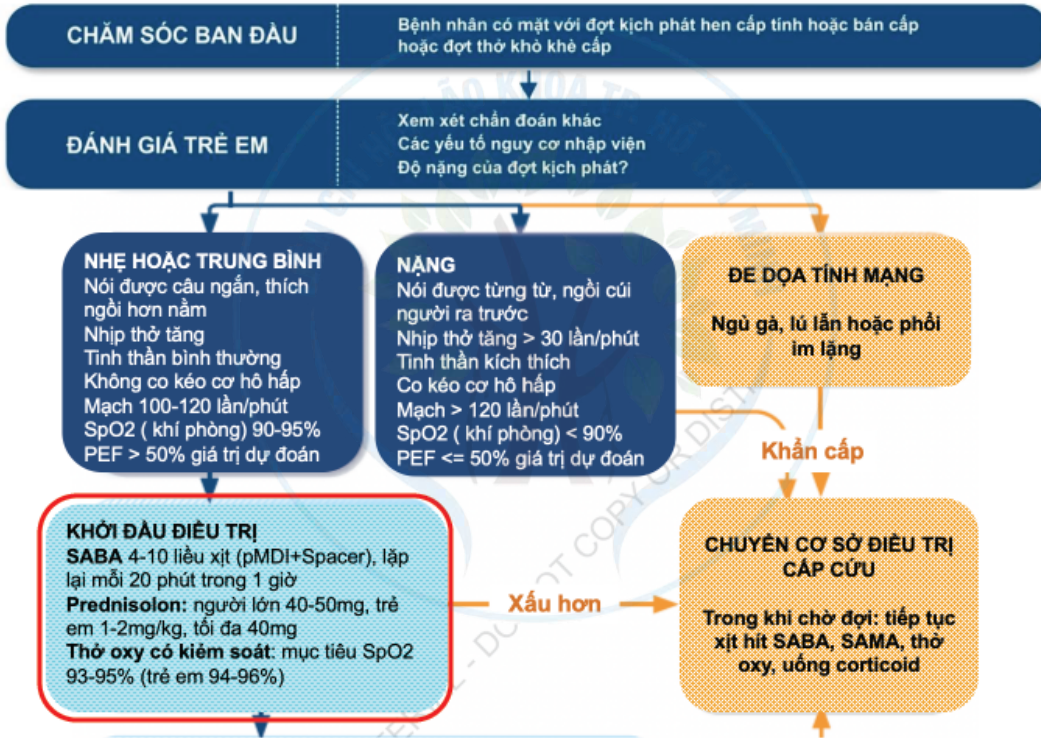 CHĂM SÓC BAN ĐẦU
Bệnh nhân có mặt với đợt kịch phát hen cấp tính hoặc bán cấp
hoặc đợt thở khò khè cấp
ĐÁNH GIÁ TRẺ EM
Xem xét chẩn đoán khác
Các yếu tố nguy cơ nhập viện
Độ nặng của đợt kịch phát?
NHẸ HOẶC TRUNG BÌNH
Nói được câu ngắn, thích
ngồi hơn nằm
Nhịp thở tăng
Tinh thần bình thường
Không co kéo cơ hô hấp
Mạch 100-120 lần/phút
SpO2 ( khí phòng) 90-95%
PEF > 50% giá trị dự đoán
NẶNG
Nói được từng từ, ngồi cúi
người ra trước
Nhịp thở tăng > 30 lần/phút
Tinh thần kích thích
Co kéo cơ hô hấp
Mạch > 120 lần/phút
SpO2 ( khí phòng) < 90%
PEF <= 50% giá trị dự đoán
ĐE DỌA TÍNH MẠNG
Ngủ gà, lú lẫn hoặc phổi
im lặng
Khẩn cấp
KHỞI ĐẦU ĐIỀU TRỊ
SABA 4-10 liều xịt (pMDI+Spacer), lặp
lại mỗi 20 phút trong 1 giờ
Prednisolon: người lớn 40-50mg, trẻ
em 1-2mg/kg, tối đa 40mg
Thở oxy có kiểm soát: mục tiêu SpO2
93-95% (trẻ em 94-96%)
Xấu hơn
CHUYỂN CƠ SỞ ĐIỀU TRỊ
CẤP CỨU
Trong khi chờ đợi: tiếp tục
xịt hít SABA, SAMA, thở
oxy, uống corticoid